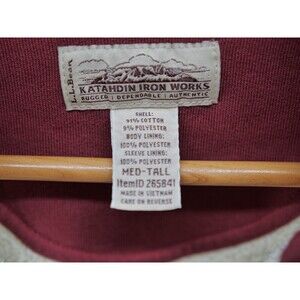 L.L.Bean
KATAHDIN IRON WORKS
RUGGED | DEPENDABLE | AUTHENTIC
SHELL:
91% COTTON
9% POLYESTER
BODY LINING:
100% POLYESTER
SLEEVE LINING:
100% POLYESTER
MED-TALL
ItemID 265841
MADE IN VIETNAM
CARE ON REVERSE